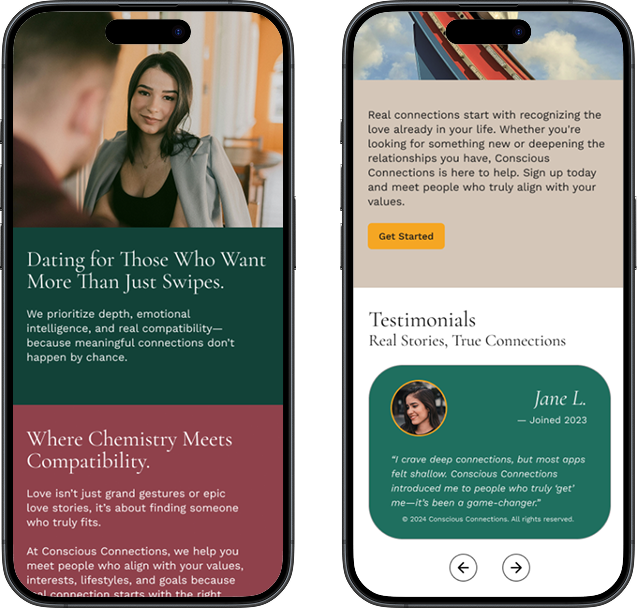 Dating for Those Who Want
More Than Just Swipes.
We prioritize depth, emotional
intelligence, and real compatibility—
because meaningful connections don't
happen by chance.
Where Chemistry Meets
Compatibility.
Love isn't just grand gestures or epic
love stories, it's about finding someone
who truly fits.
At Conscious Connections, we help you
meet people who align with your values,
interests, lifestyles, and goals because
real connection starts with the right
Real connections start with recognizing the
love already in your life. Whether you're
looking for something new or deepening the
relationships you have, Conscious
Connections is here to help. Sign up today
and meet people who truly align with your
values.
Get Started
Testimonials
Real Stories, True Connections
Jane L.
— Joined 2023
“I crave deep connections, but most apps
felt shallow. Conscious Connections
introduced me to people who truly ‘get’
me—it’s been a game-changer.”
© 2024 Conscious Connections. All rights reserved.